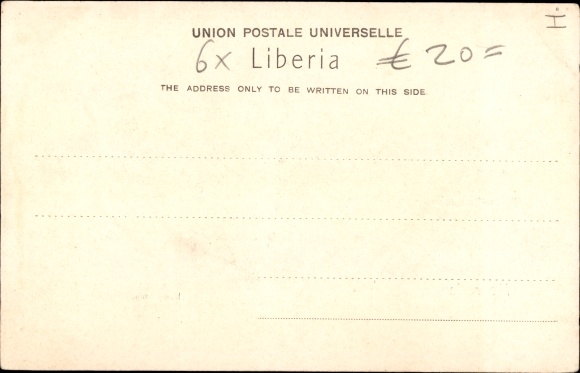 I
UNION POSTALE UNIVERSELLE
6x Liberia € 20=
THE ADDRESS ONLY TO BE WRITTEN ON THIS SIDE.